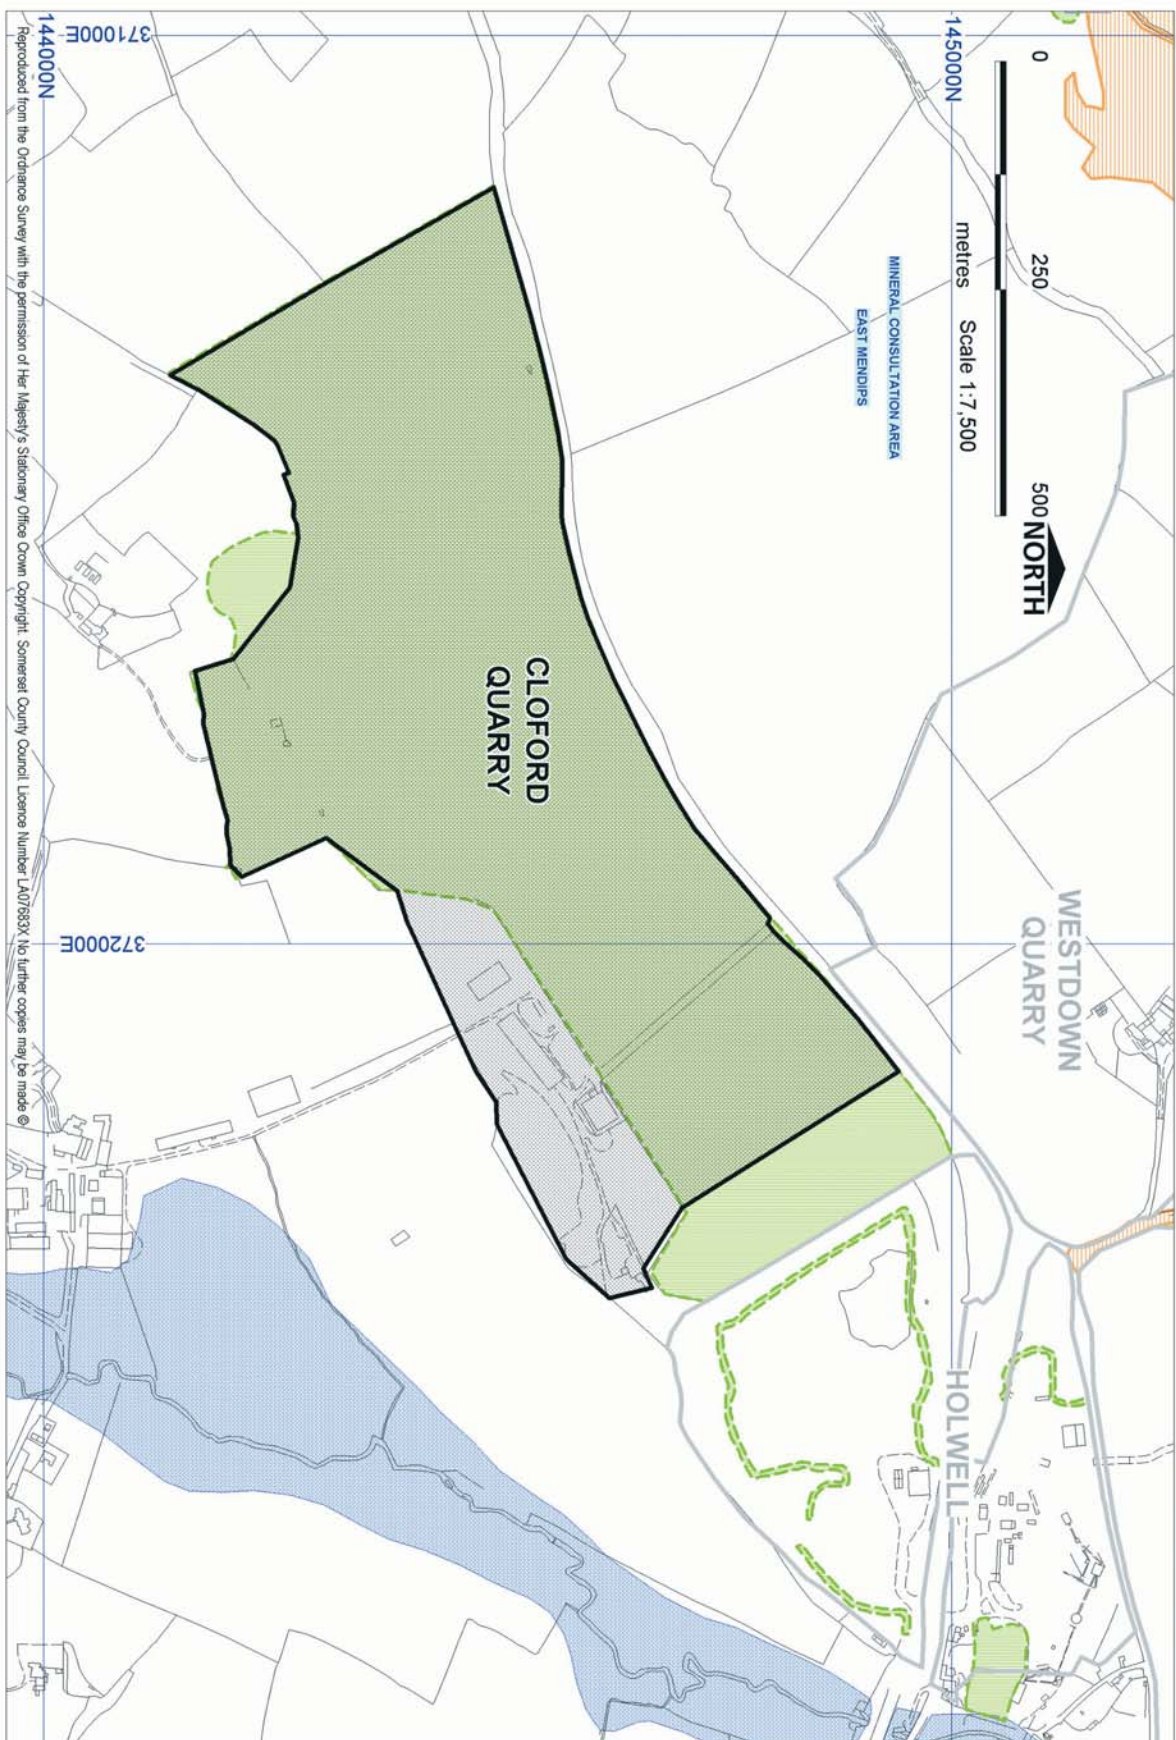 0
250
500
metres Scale 1:7,500
NORTH
MINERAL CONSULTATION AREA
EAST MENDIPS
WESTDOWN
QUARRY
CLOFORD
QUARRY
HOLWELL
144000N
145000N
371000E
372000E
Reproduced from the Ordnance Survey with the permission of Her Majesty's Stationary Office Crown Copyright. Somerset County Council. Licence Number LA07683X No further copies may be made ©